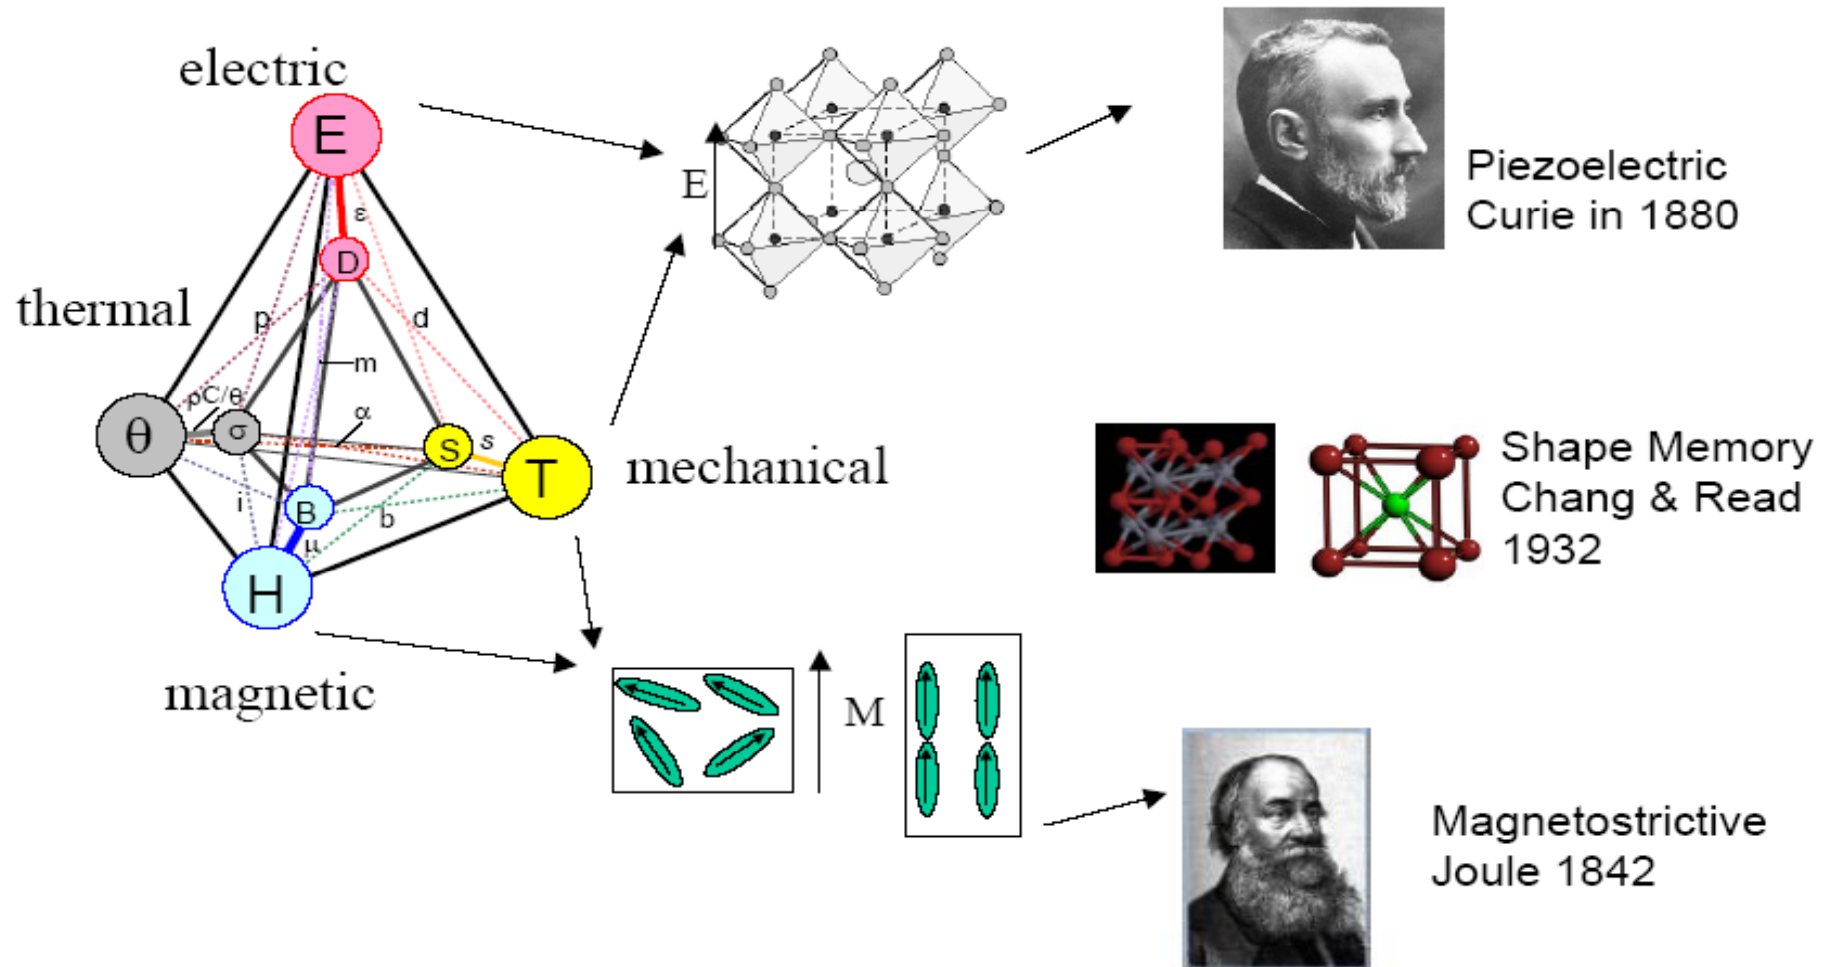 electric
E
ε
D
thermal
p
d
m
ρC/θ
α
θ
σ
S
s
T
mechanical
i
B
b
μ
H
magnetic
E
Piezoelectric
Curie in 1880
Shape Memory
Chang & Read
1932
M
Magnetostrictive
Joule 1842